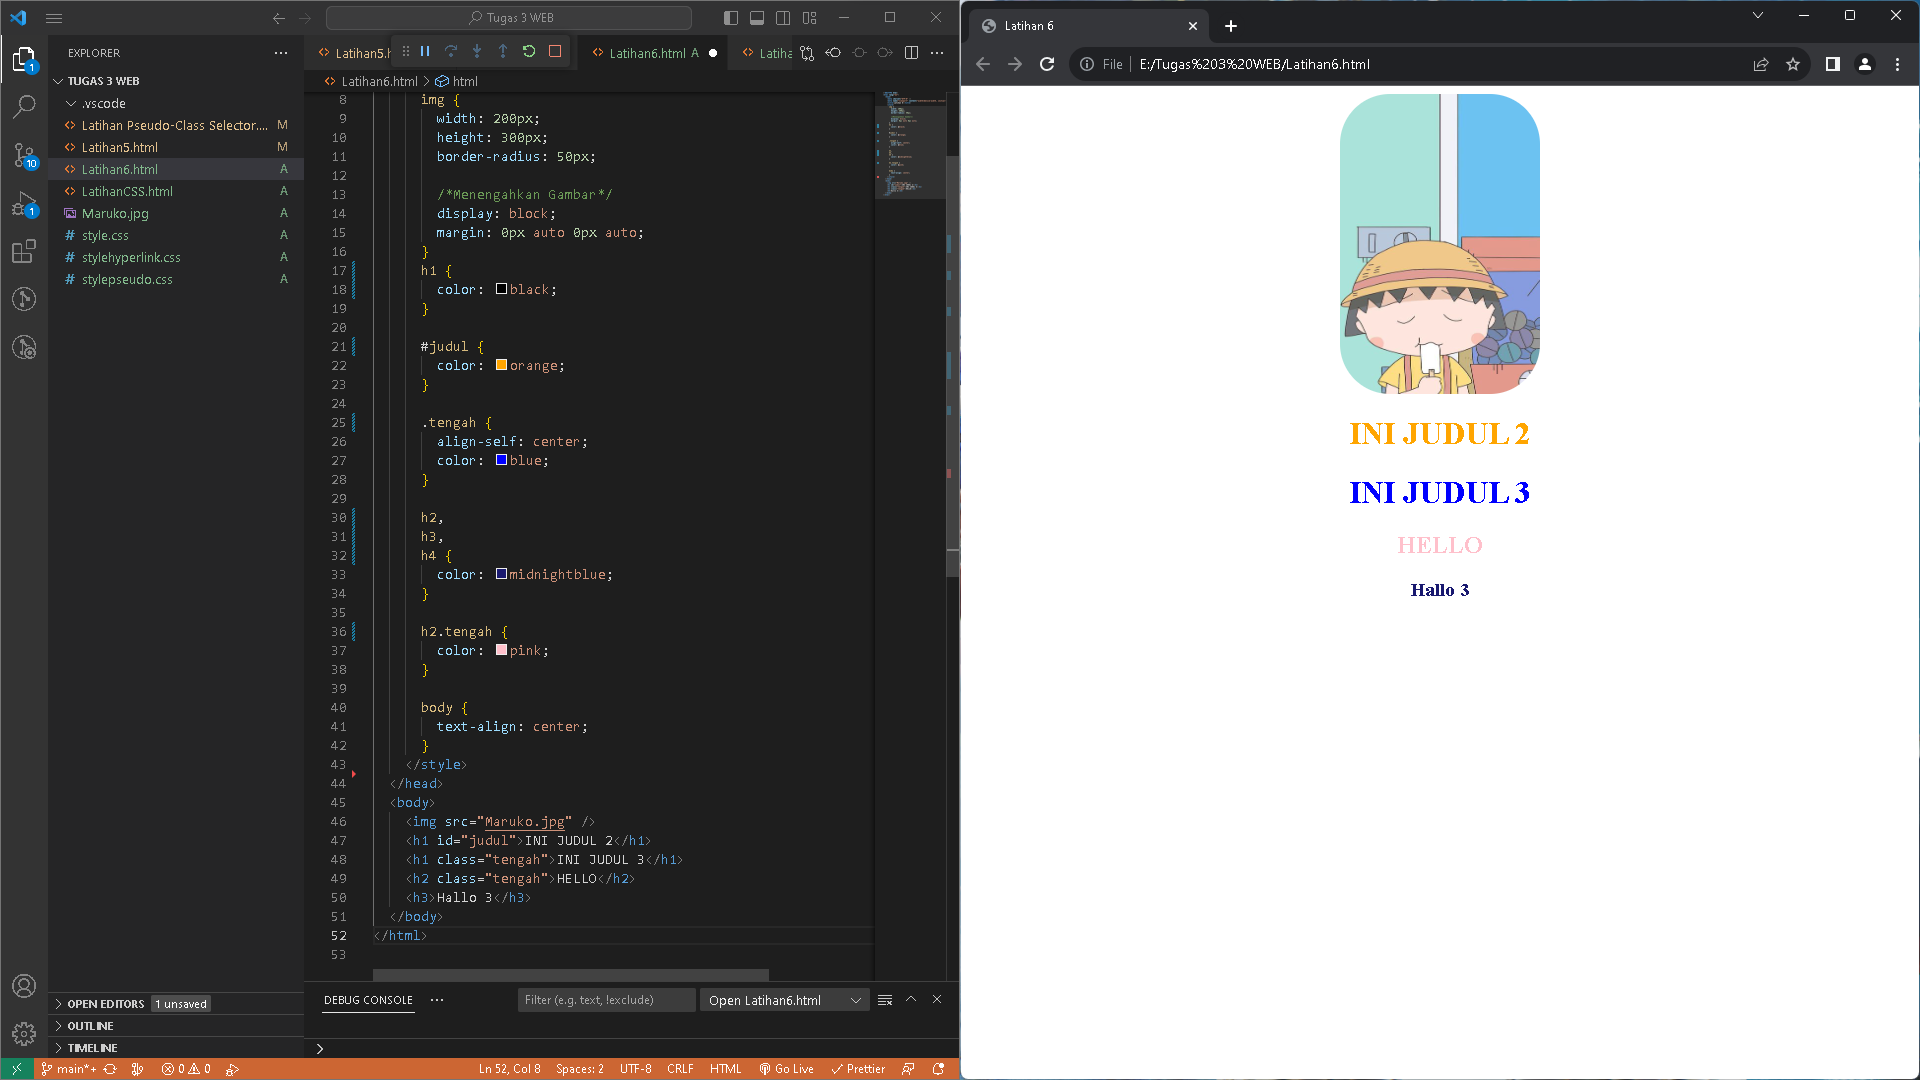 Tugas 3 WEB
EXPLORER
TUGAS 3 WEB
.vscode
Latihan Pseudo-Class Selector.... M
Latihan5.html M
Latihan6.html A
LatihanCSS.html A
Maruko.jpg A
style.css A
stylehyperlink.css A
stylepseudo.css A
OPEN EDITORS 1 unsaved
OUTLINE
TIMELINE
1
10
1
Latihan5.h
Latihan6.html A
Latiha
Latihan6.html > html
8 img {
9 width: 200px;
10 height: 300px;
11 border-radius: 50px;
12
13 /*Menengahkan Gambar*/
14 display: block;
15 margin: 0px auto 0px auto;
16 }
17 h1 {
18 color: black;
19 }
20
21 #judul {
22 color: orange;
23 }
24
25 .tengah {
26 align-self: center;
27 color: blue;
28 }
29
30 h2,
31 h3,
32 h4 {
33 color: midnightblue;
34 }
35
36 h2.tengah {
37 color: pink;
38 }
39
40 body {
41 text-align: center;
42 }
43 </style>
44 </head>
45 <body>
46 <img src="Maruko.jpg" />
47 <h1 id="judul">INI JUDUL 2</h1>
48 <h1 class="tengah">INI JUDUL 3</h1>
49 <h2 class="tengah">HELLO</h2>
50 <h3>Hallo 3</h3>
51 </body>
52 </html>
53
DEBUG CONSOLE
Filter (e.g. text, !exclude)
Open Latihan6.html
main*+ 0 0 Ln 52, Col 8 Spaces: 2 UTF-8 CRLF HTML Go Live Prettier
Latihan 6
File E:/Tugas%203%20WEB/Latihan6.html
INI JUDUL 2
INI JUDUL 3
HELLO
Hallo 3